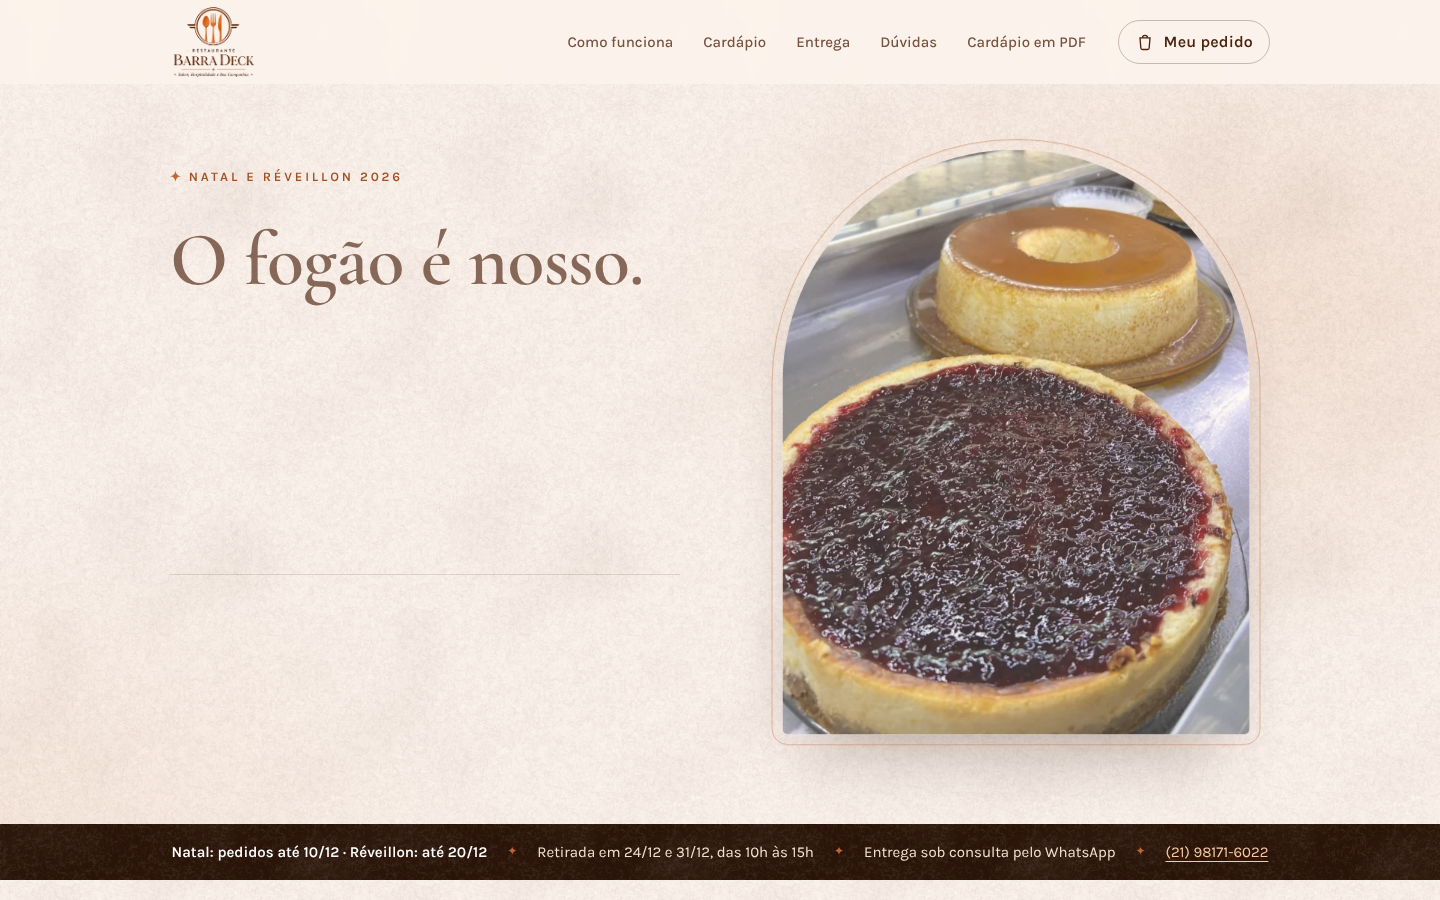 RESTAURANTE
BARRA DECK
Como funciona
Cardápio
Entrega
Dúvidas
Cardápio em PDF
Meu pedido
✦ NATAL E RÉVEILLON 2026
O fogão é nosso.
Natal: pedidos até 10/12 · Réveillon: até 20/12 ✦ Retirada em 24/12 e 31/12, das 10h às 15h ✦ Entrega sob consulta pelo WhatsApp ✦ (21) 98171-6022